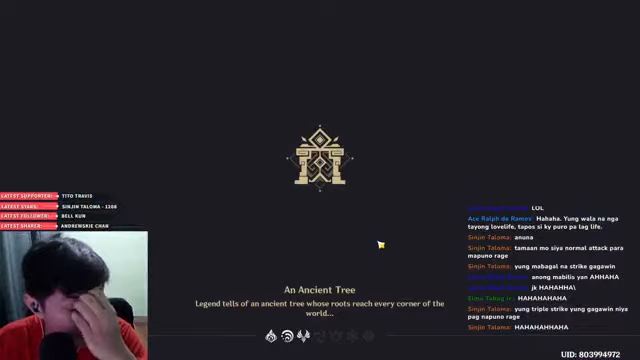 LATEST SUPPORTER: TITO TRAVIS
LATEST STARS: SINJIN TALOMA - 1208
LATEST FOLLOWER: BELL KUN
LATEST SHARER: ANDREWSKIE CHAN
An Ancient Tree
Legend tells of an ancient tree whose roots reach every corner of the
world...
LUL
Ace Ralph de Ramos: Hahaha. Yung wala na nga
tayong lovelife, tapos si ky puro pa lag life.
Sinjin Taloma: anuna
Sinjin Taloma: tamaan mo siya normal attack para
mapuno rage
Sinjin Taloma: yung mabagal na strike gagawin
anong mabilis yan AHHAHA
jk HAHAHHA\
HAHAHAHAHA
Sinjin Taloma: yung triple strike yung gagawin niya
pag napuno rage
Sinjin Taloma: HAHAHAHHAHA
UID: 803994972